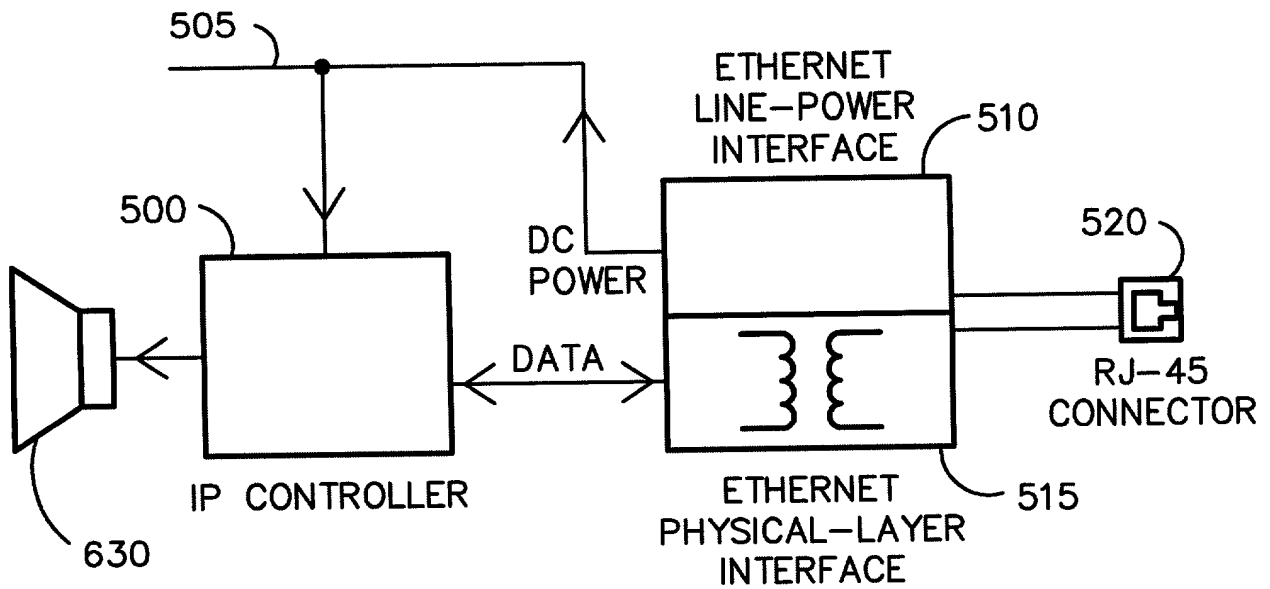 505
ETHERNET
LINE-POWER
INTERFACE
510
500
DC
POWER
520
DATA
RJ-45
CONNECTOR
IP CONTROLLER
630
ETHERNET
PHYSICAL-LAYER
INTERFACE
515